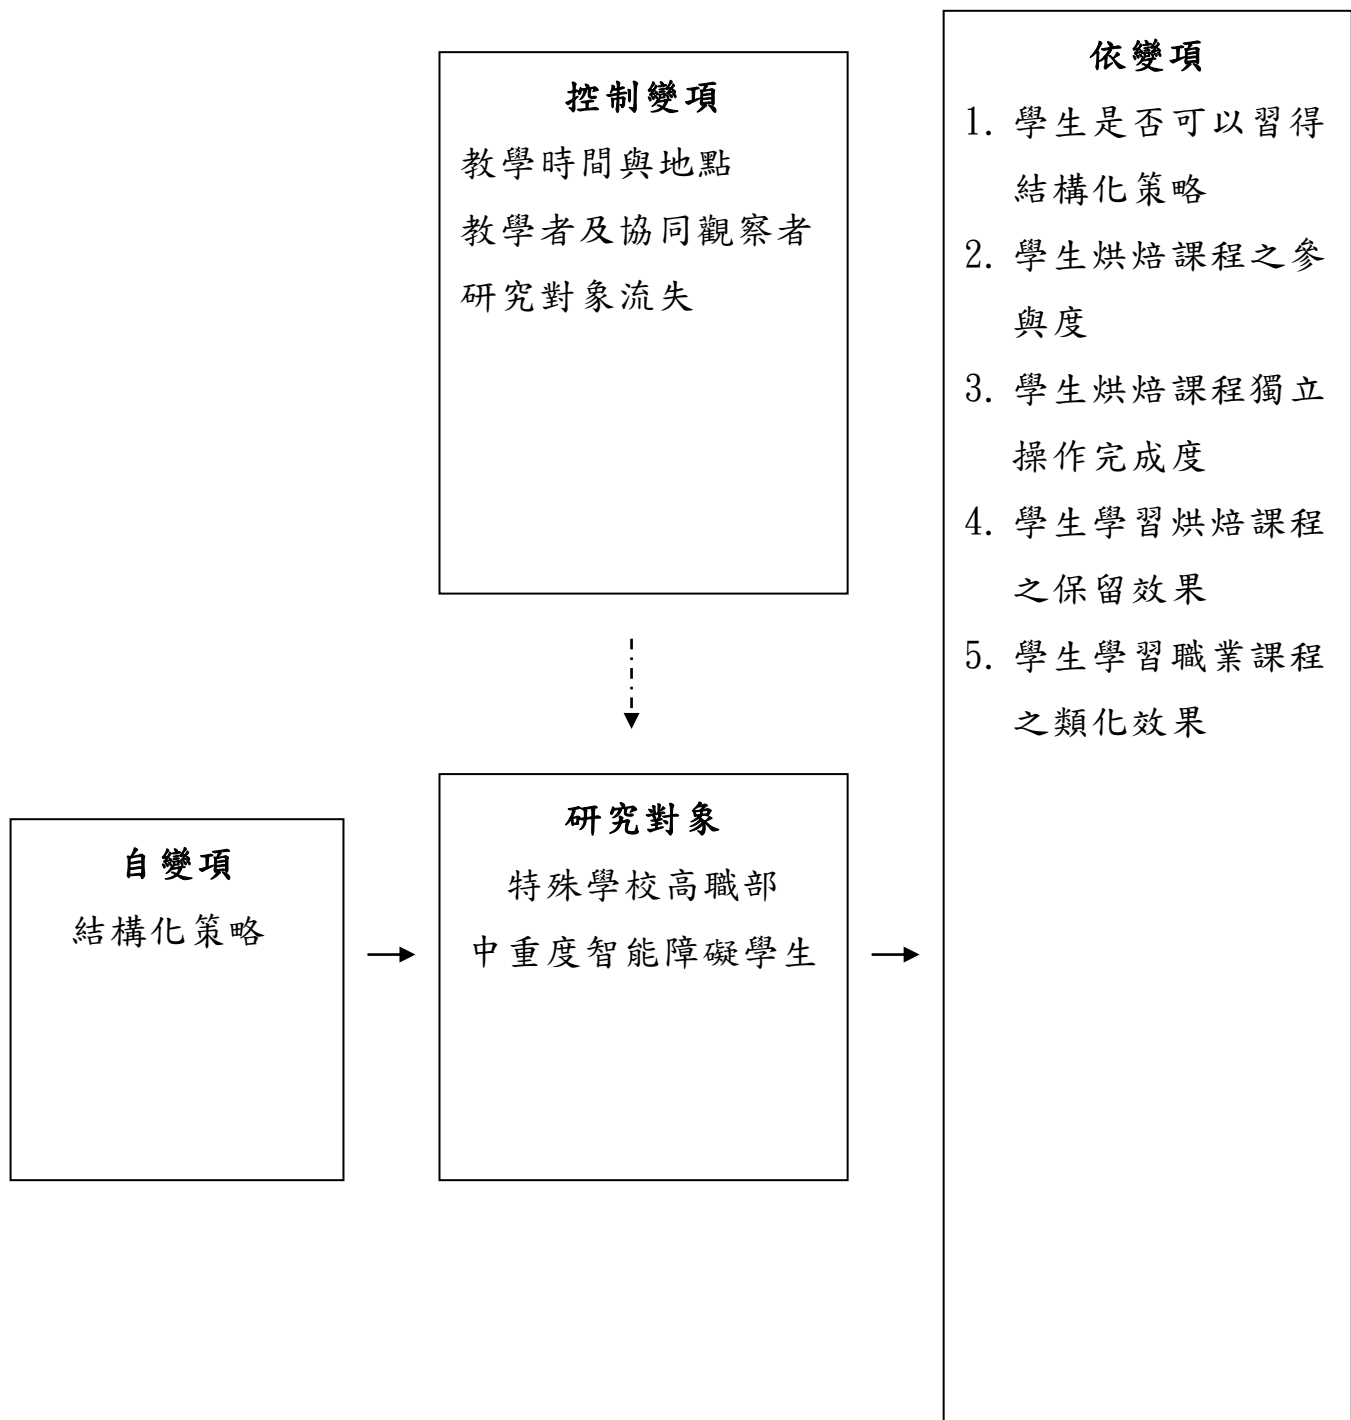 控制變項
教學時間與地點
教學者及協同觀察者
研究對象流失
依變項
1. 學生是否可以習得
結構化策略
2. 學生烘焙課程之參
與度
3. 學生烘焙課程獨立
操作完成度
4. 學生學習烘焙課程
之保留效果
5. 學生學習職業課程
之類化效果
自變項
結構化策略
研究對象
特殊學校高職部
中重度智能障礙學生